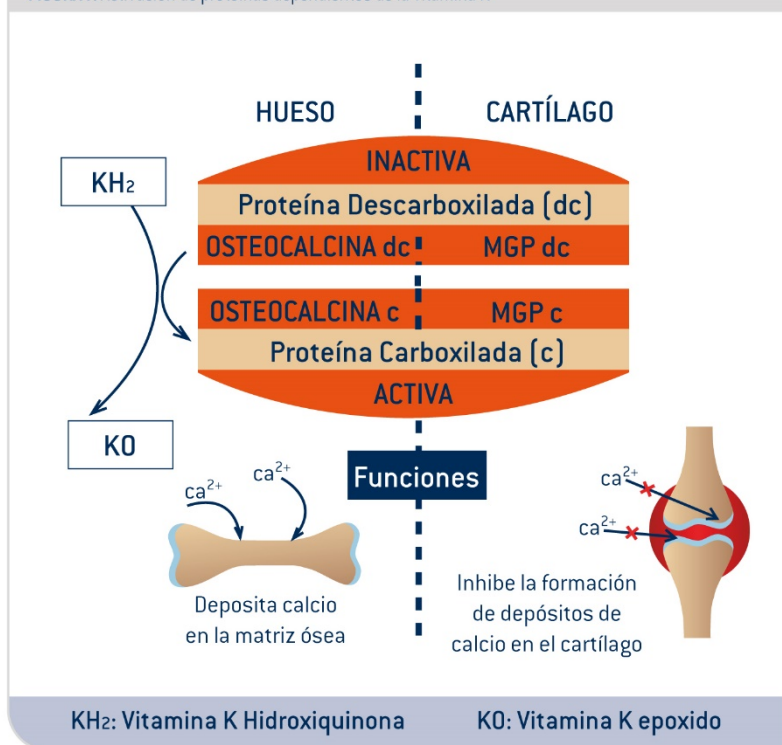 HUESO
CARTÍLAGO
INACTIVA
KH₂
Proteína Descarboxilada (dc)
OSTEOCALCINA dc
MGP dc
OSTEOCALCINA c
MGP c
Proteína Carboxilada (c)
ACTIVA
KO
Funciones
ca²⁺
ca²⁺
ca²⁺
ca²⁺
Deposita calcio
en la matriz ósea
Inhibe la formación
de depósitos de
calcio en el cartílago
KH₂: Vitamina K Hidroxiquinona
KO: Vitamina K epoxido